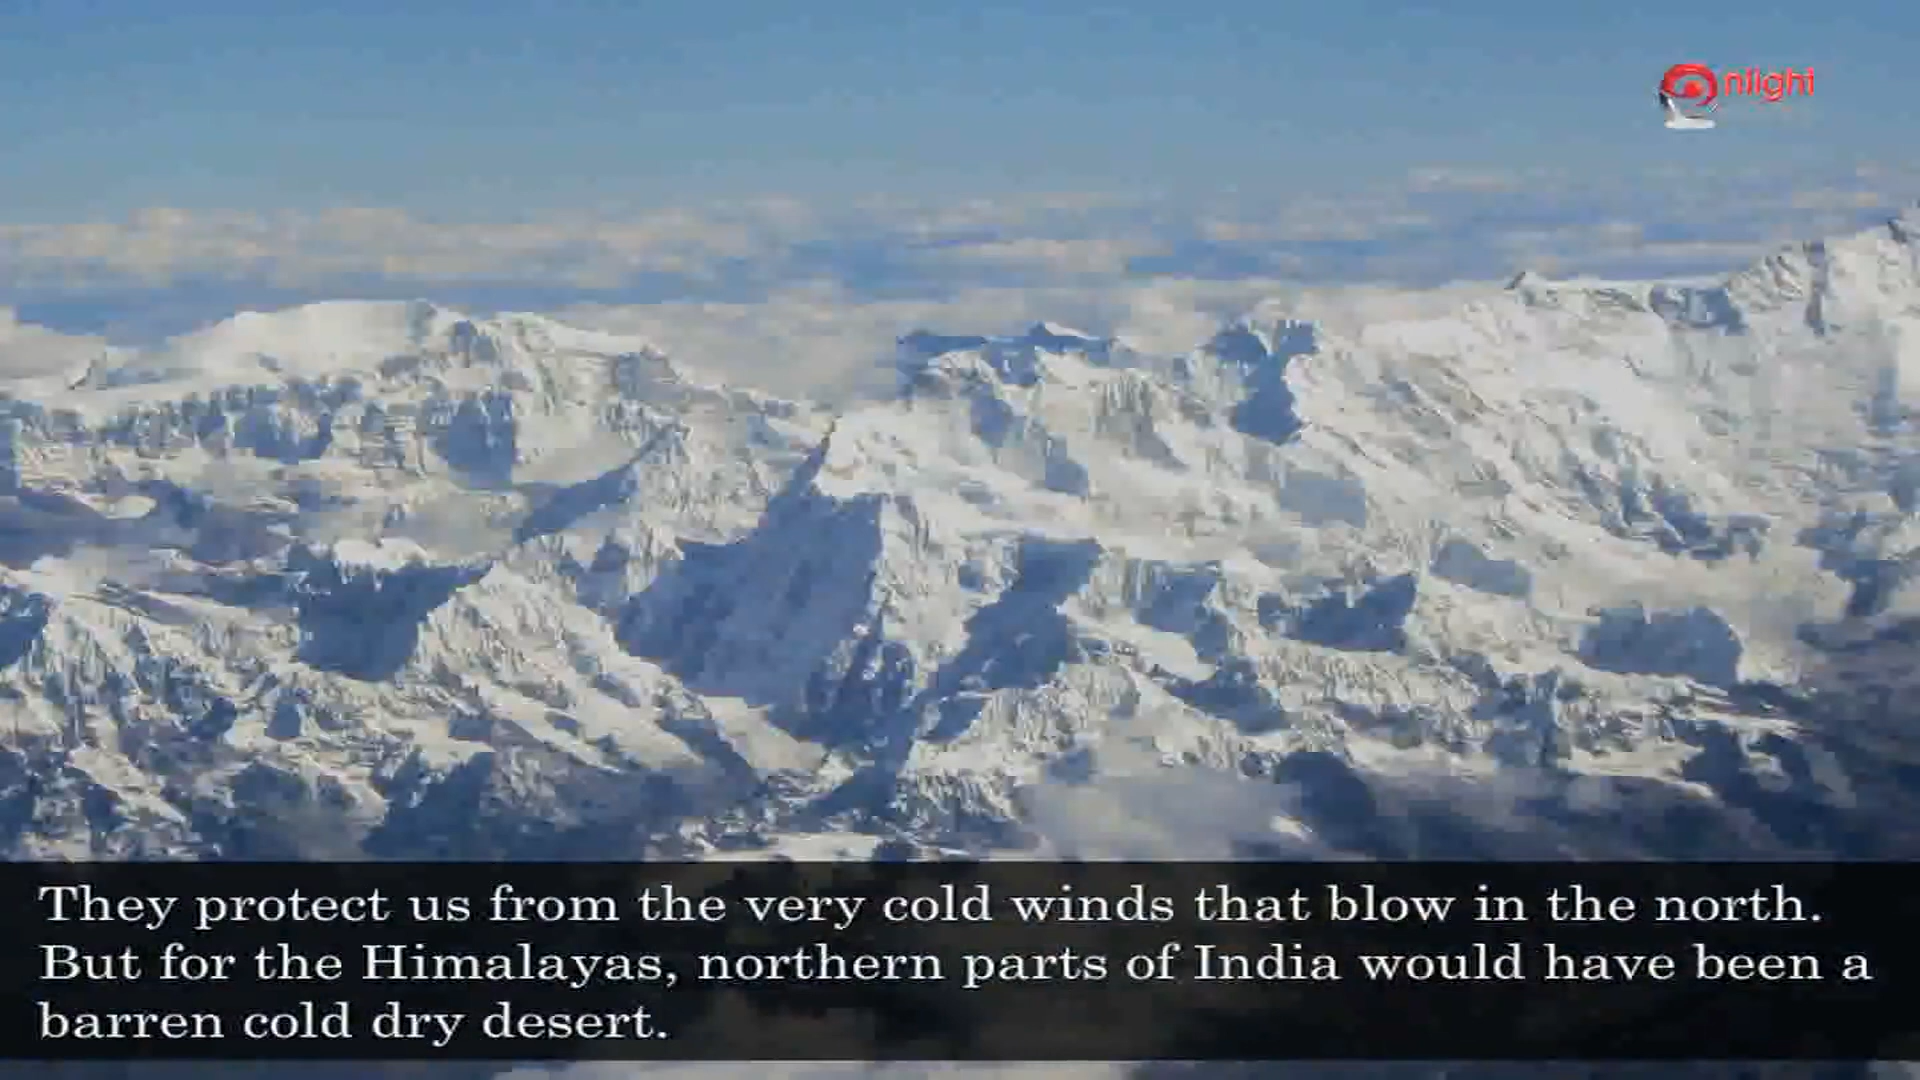 nlight
They protect us from the very cold winds that blow in the north.
But for the Himalayas, northern parts of India would have been a
barren cold dry desert.